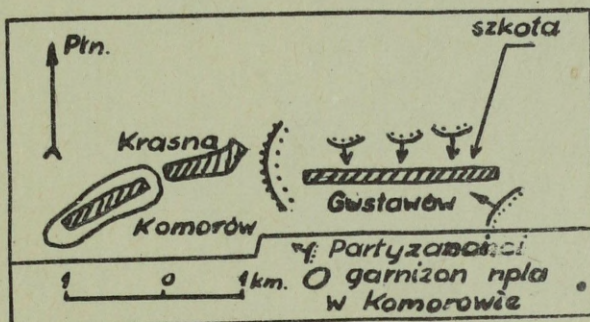 szkoła
Płn.
Krasna
Gustawów
Komorów
Partyzanci
garnizon npla
w Komorowie
1 0 1 km.